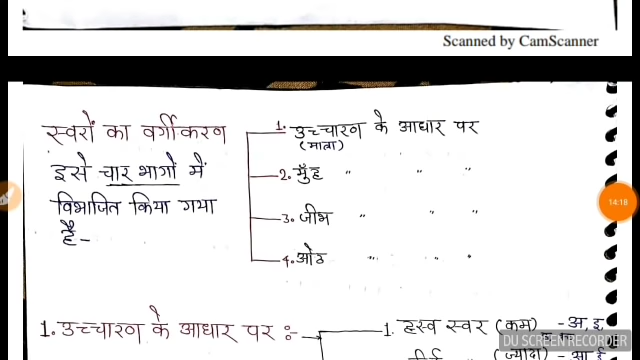 Scanned by CamScanner
स्वरों का वर्गीकरण
इसे चार भागों में
विभाजित किया गया
है-
1. उच्चारण के आधार पर
(मात्रा)
2. मुँह " " "
3. जीभ " " "
4. ओठ " " "
14:18
1. उच्चारण के आधार पर :-
1. ह्रस्व स्वर (कम) - अ, इ,
DU SCREEN RECORDER